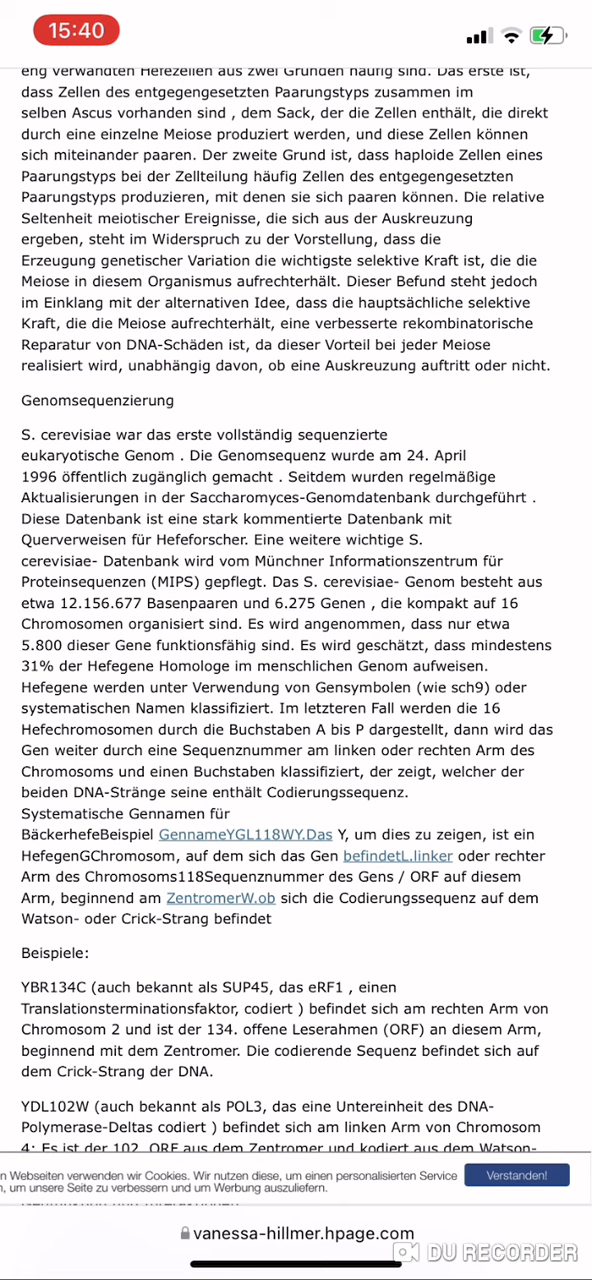 15:40
eng verwandten Hefezellen aus zwei Gründen häufig sind. Das erste ist,
dass Zellen des entgegengesetzten Paarungstyps zusammen im
selben Ascus vorhanden sind , dem Sack, der die Zellen enthält, die direkt
durch eine einzelne Meiose produziert werden, und diese Zellen können
sich miteinander paaren. Der zweite Grund ist, dass haploide Zellen eines
Paarungstyps bei der Zellteilung häufig Zellen des entgegengesetzten
Paarungstyps produzieren, mit denen sie sich paaren können. Die relative
Seltenheit meiotischer Ereignisse, die sich aus der Auskreuzung
ergeben, steht im Widerspruch zu der Vorstellung, dass die
Erzeugung genetischer Variation die wichtigste selektive Kraft ist, die die
Meiose in diesem Organismus aufrechterhält. Dieser Befund steht jedoch
im Einklang mit der alternativen Idee, dass die hauptsächliche selektive
Kraft, die die Meiose aufrechterhält, eine verbesserte rekombinatorische
Reparatur von DNA-Schäden ist, da dieser Vorteil bei jeder Meiose
realisiert wird, unabhängig davon, ob eine Auskreuzung auftritt oder nicht.
Genomsequenzierung
S. cerevisiae war das erste vollständig sequenzierte
eukaryotische Genom . Die Genomsequenz wurde am 24. April
1996 öffentlich zugänglich gemacht . Seitdem wurden regelmäßige
Aktualisierungen in der Saccharomyces-Genomdatenbank durchgeführt .
Diese Datenbank ist eine stark kommentierte Datenbank mit
Querverweisen für Hefeforscher. Eine weitere wichtige S.
cerevisiae- Datenbank wird vom Münchner Informationszentrum für
Proteinsequenzen (MIPS) gepflegt. Das S. cerevisiae- Genom besteht aus
etwa 12.156.677 Basenpaaren und 6.275 Genen , die kompakt auf 16
Chromosomen organisiert sind. Es wird angenommen, dass nur etwa
5.800 dieser Gene funktionsfähig sind. Es wird geschätzt, dass mindestens
31% der Hefegene Homologe im menschlichen Genom aufweisen.
Hefegene werden unter Verwendung von Gensymbolen (wie sch9) oder
systematischen Namen klassifiziert. Im letzteren Fall werden die 16
Hefechromosomen durch die Buchstaben A bis P dargestellt, dann wird das
Gen weiter durch eine Sequenznummer am linken oder rechten Arm des
Chromosoms und einen Buchstaben klassifiziert, der zeigt, welcher der
beiden DNA-Stränge seine enthält Codierungssequenz.
Systematische Gennamen für
BäckerhefeBeispiel GennameYGL118WY.Das Y, um dies zu zeigen, ist ein
HefegenGChromosom, auf dem sich das Gen befindetL.linker oder rechter
Arm des Chromosoms118Sequenznummer des Gens / ORF auf diesem
Arm, beginnend am ZentromerW.ob sich die Codierungssequenz auf dem
Watson- oder Crick-Strang befindet
Beispiele:
YBR134C (auch bekannt als SUP45, das eRF1 , einen
Translationsterminationsfaktor, codiert ) befindet sich am rechten Arm von
Chromosom 2 und ist der 134. offene Leserahmen (ORF) an diesem Arm,
beginnend mit dem Zentromer. Die codierende Sequenz befindet sich auf
dem Crick-Strang der DNA.
YDL102W (auch bekannt als POL3, das eine Untereinheit des DNA-
Polymerase-Deltas codiert ) befindet sich am linken Arm von Chromosom
4; Es ist der 102. ORF aus dem Zentromer und kodiert aus dem Watson-
n Webseiten verwenden wir Cookies. Wir nutzen diese, um einen personalisierten Service
n, um unsere Seite zu verbessern und um Werbung auszuliefern.
Verstanden!
vanessa-hillmer.hpage.com
DU RECORDER